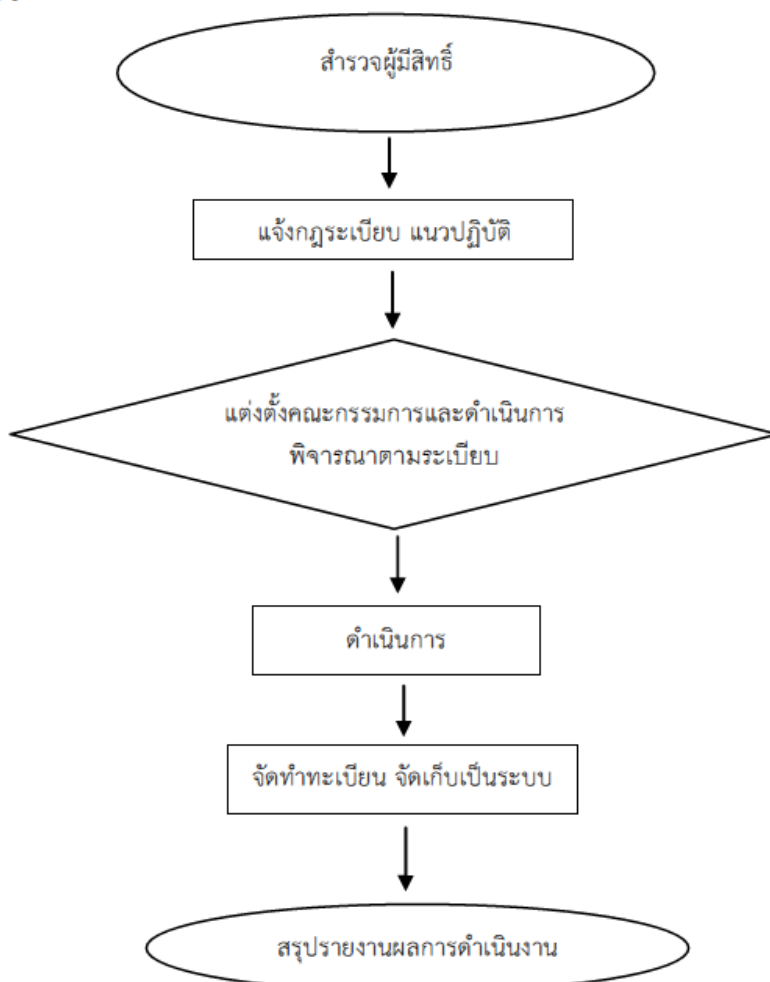 สำรวจผู้มีสิทธิ์
แจ้งกฎระเบียบ แนวปฏิบัติ
แต่งตั้งคณะกรรมการและดำเนินการ
พิจารณาตามระเบียบ
ดำเนินการ
จัดทำทะเบียน จัดเก็บเป็นระบบ
สรุปรายงานผลการดำเนินงาน